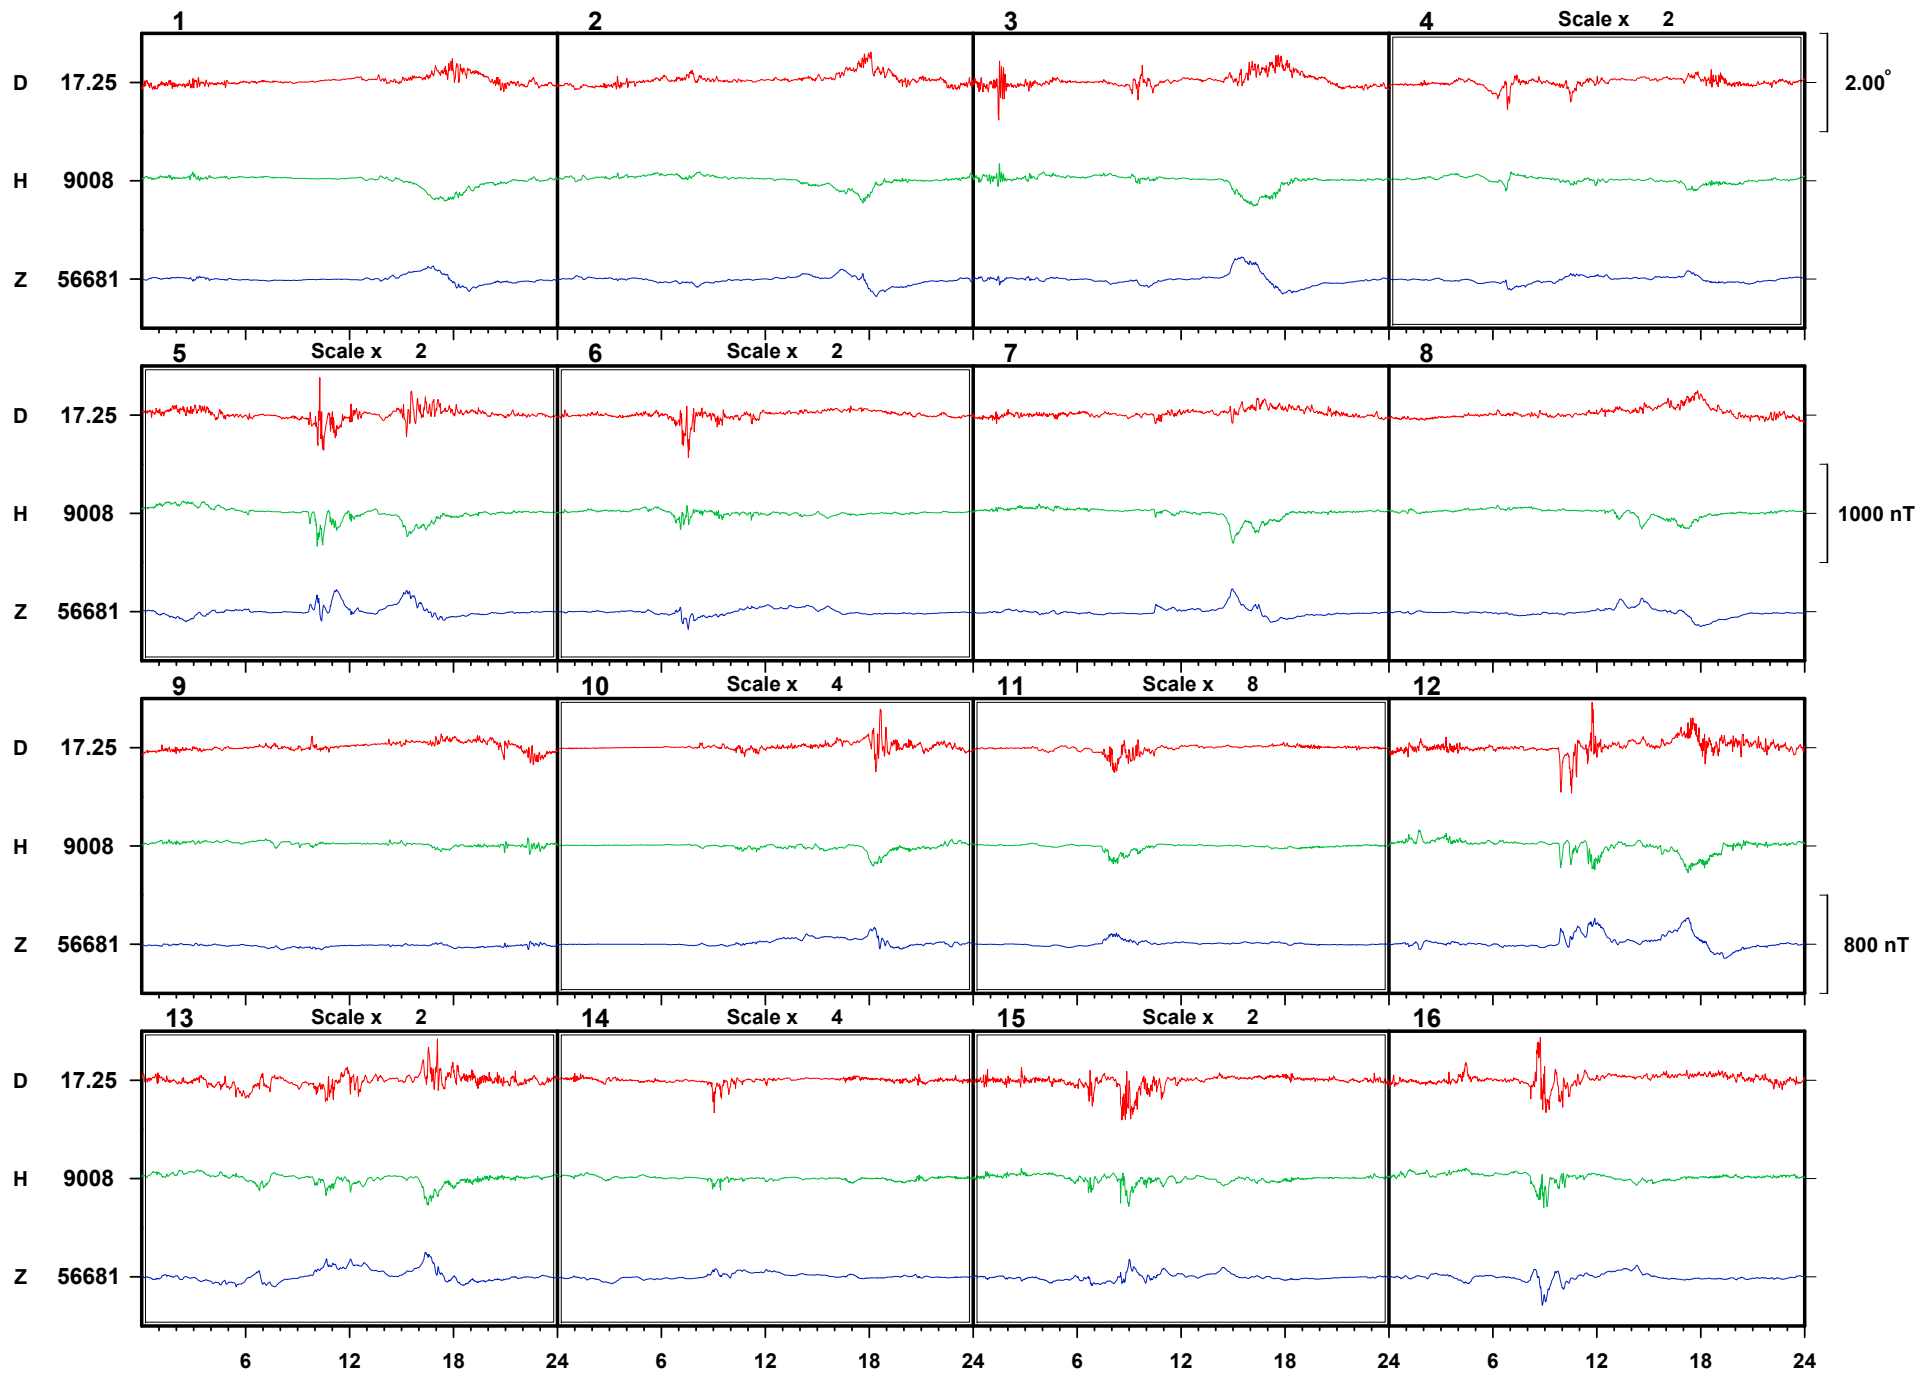 1 2 3 4 Scale x 2
D 17.25 2.00°
H 9008
Z 56681
5 Scale x 2 6 Scale x 2 7 8
D 17.25
H 9008 1000 nT
Z 56681
9 10 Scale x 4 11 Scale x 8 12
D 17.25
H 9008
Z 56681 800 nT
13 Scale x 2 14 Scale x 4 15 Scale x 2 16
D 17.25
H 9008
Z 56681
6 12 18 24 6 12 18 24 6 12 18 24 6 12 18 24